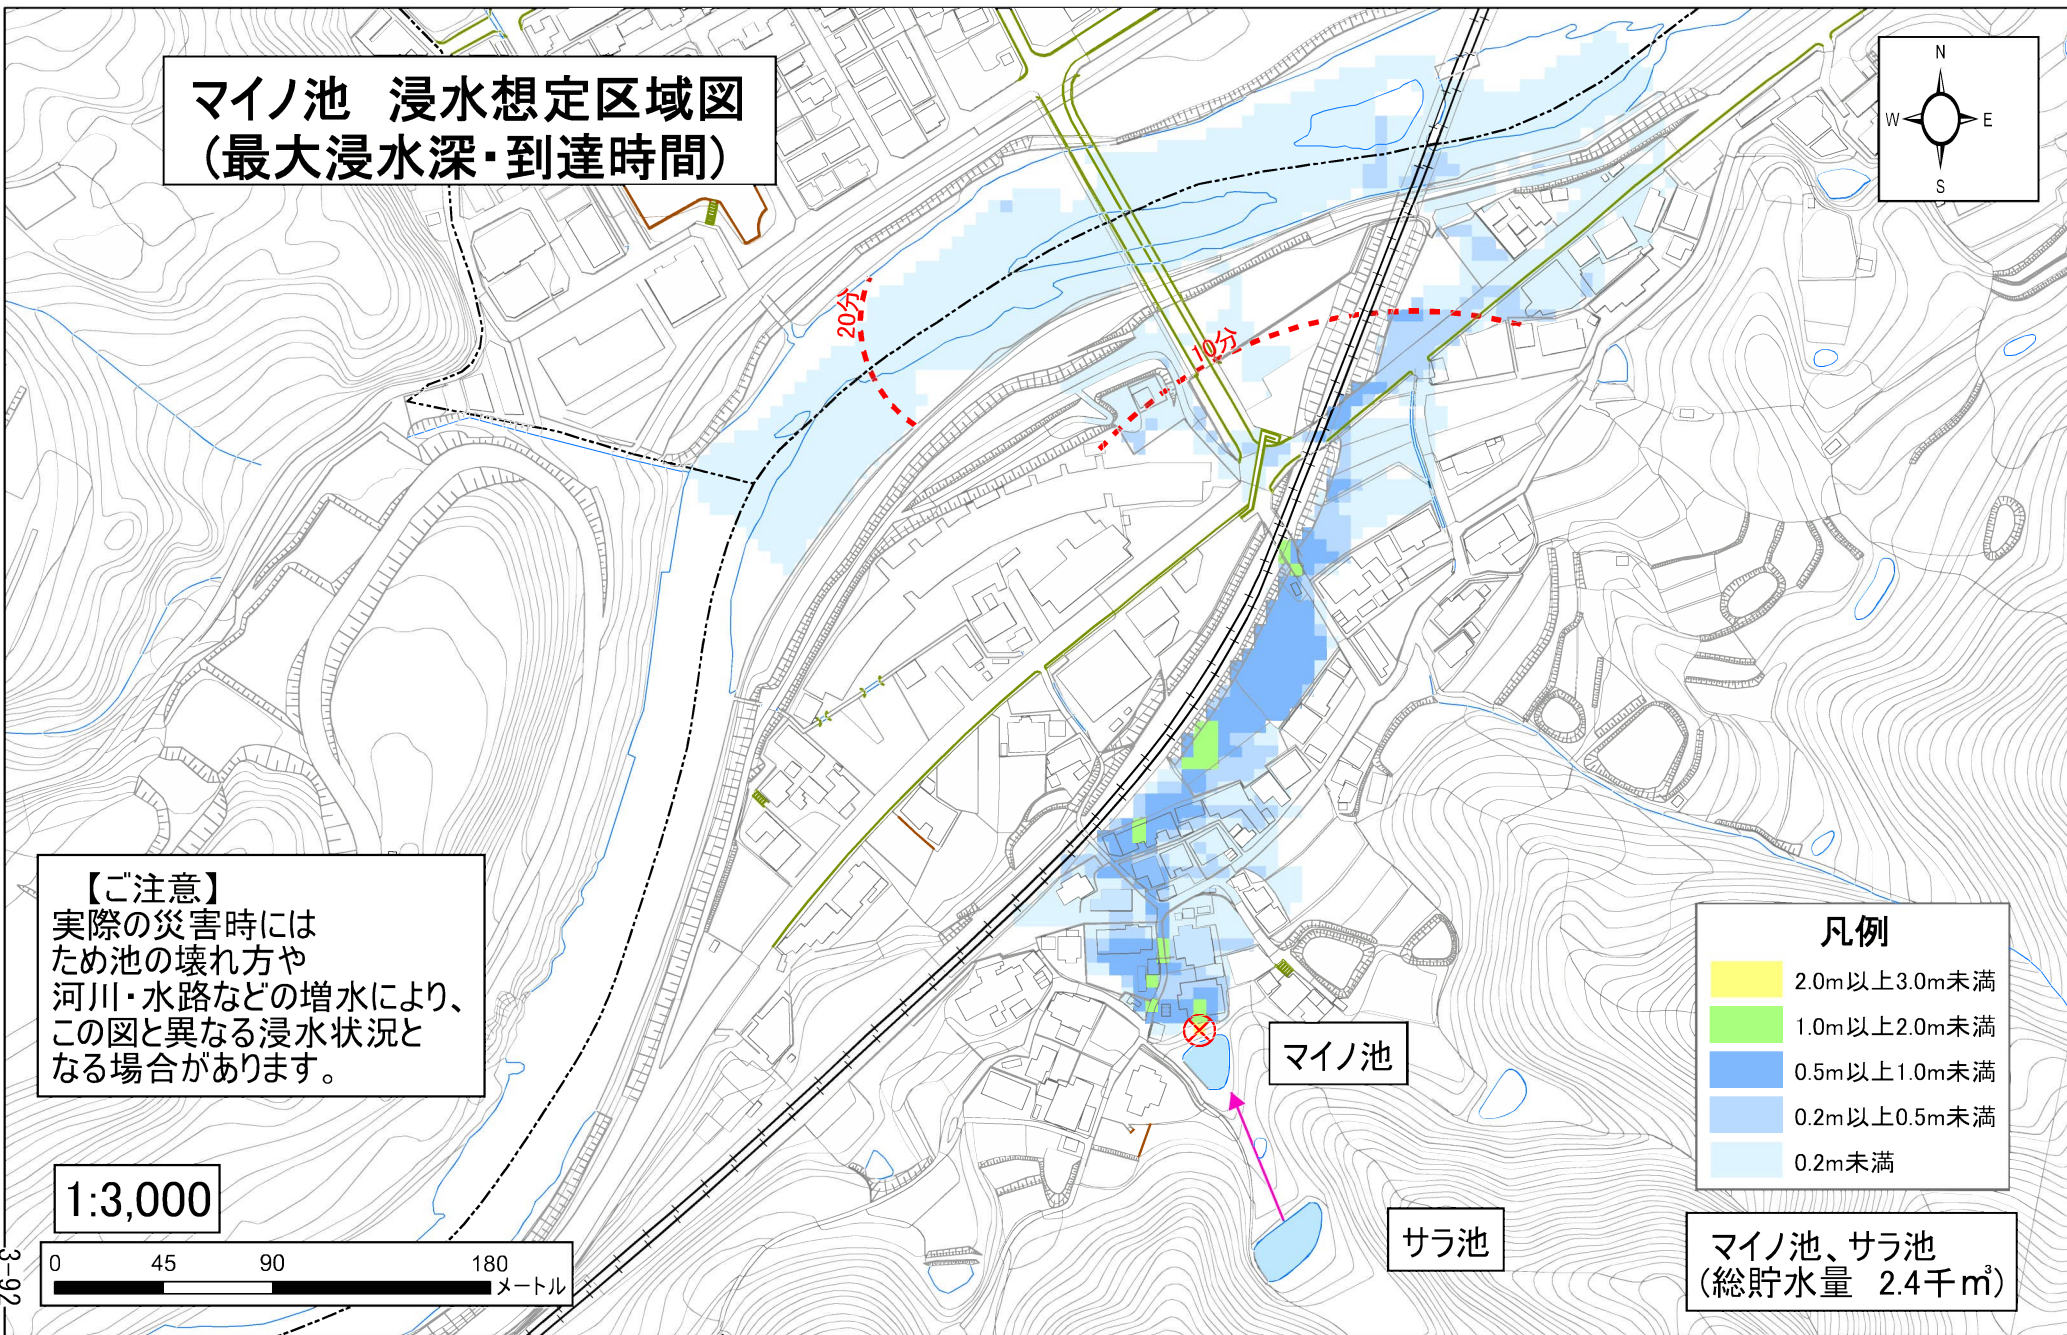 マイノ池　浸水想定区域図
（最大浸水深・到達時間）
N
W
E
S
20分
10分
【ご注意】
実際の災害時には
ため池の壊れ方や
河川・水路などの増水により、
この図と異なる浸水状況と
なる場合があります。
マイノ池
サラ池
凡例
2.0m以上3.0m未満
1.0m以上2.0m未満
0.5m以上1.0m未満
0.2m以上0.5m未満
0.2m未満
マイノ池、サラ池
（総貯水量　2.4千㎥）
1:3,000
0 45 90 180
メートル
3-92